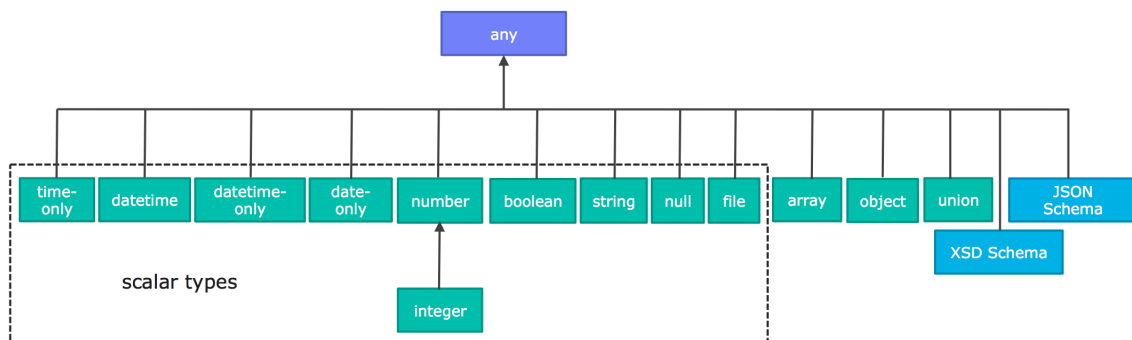 any
time-
only
datetime
datetime-
only
date-
only
number
boolean
string
null
file
array
object
union
JSON
Schema
XSD Schema
scalar types
integer